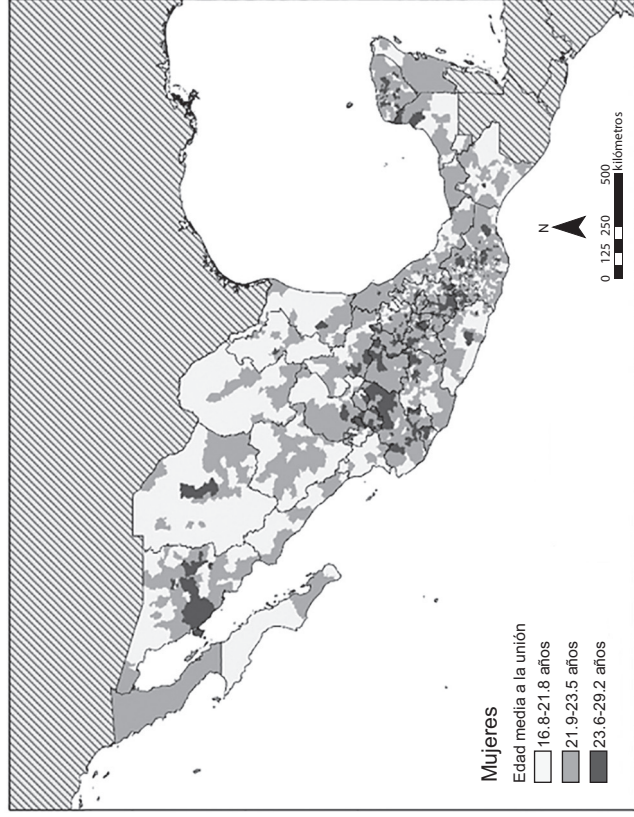 Mujeres
Edad media a la unión
16.8-21.8 años
21.9-23.5 años
23.6-29.2 años
N
0 125 250 500
kilómetros